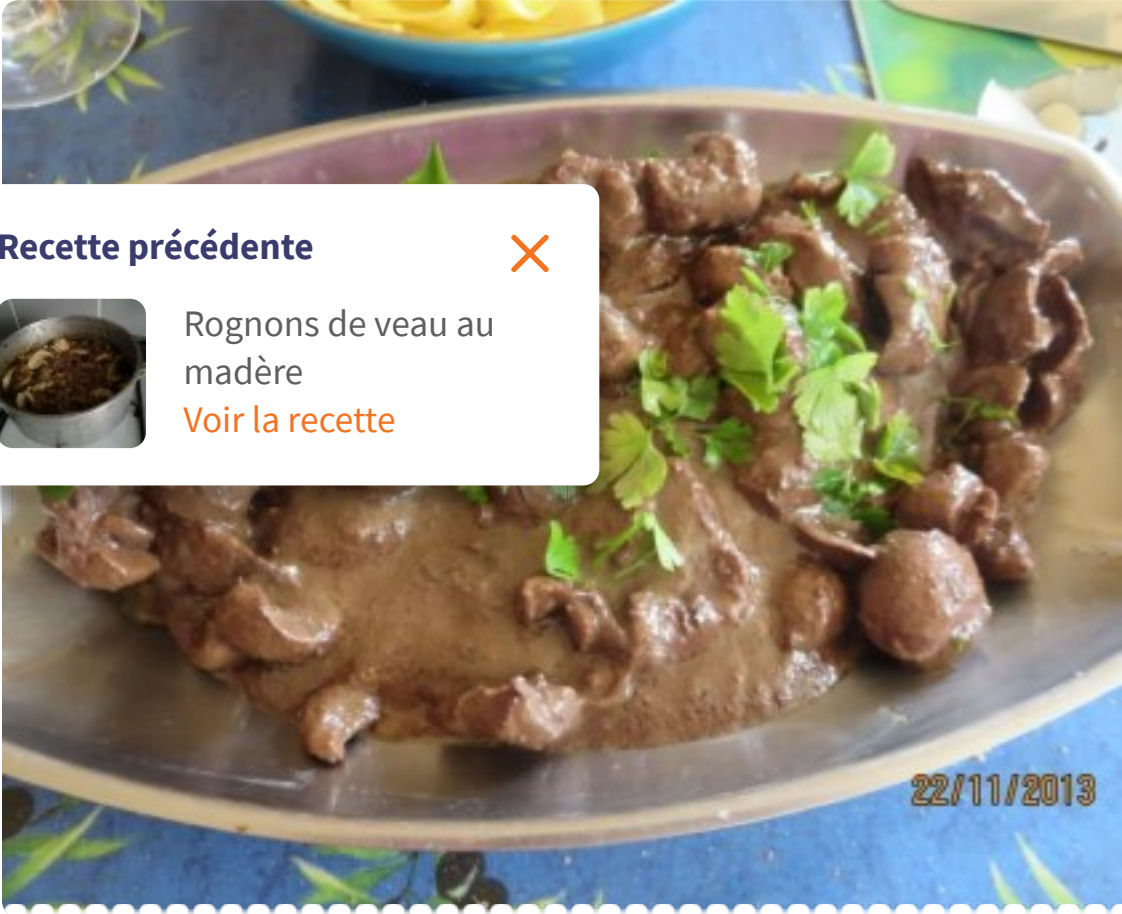 Recette précédente
Rognons de veau au
madère
Voir la recette
22/11/2013